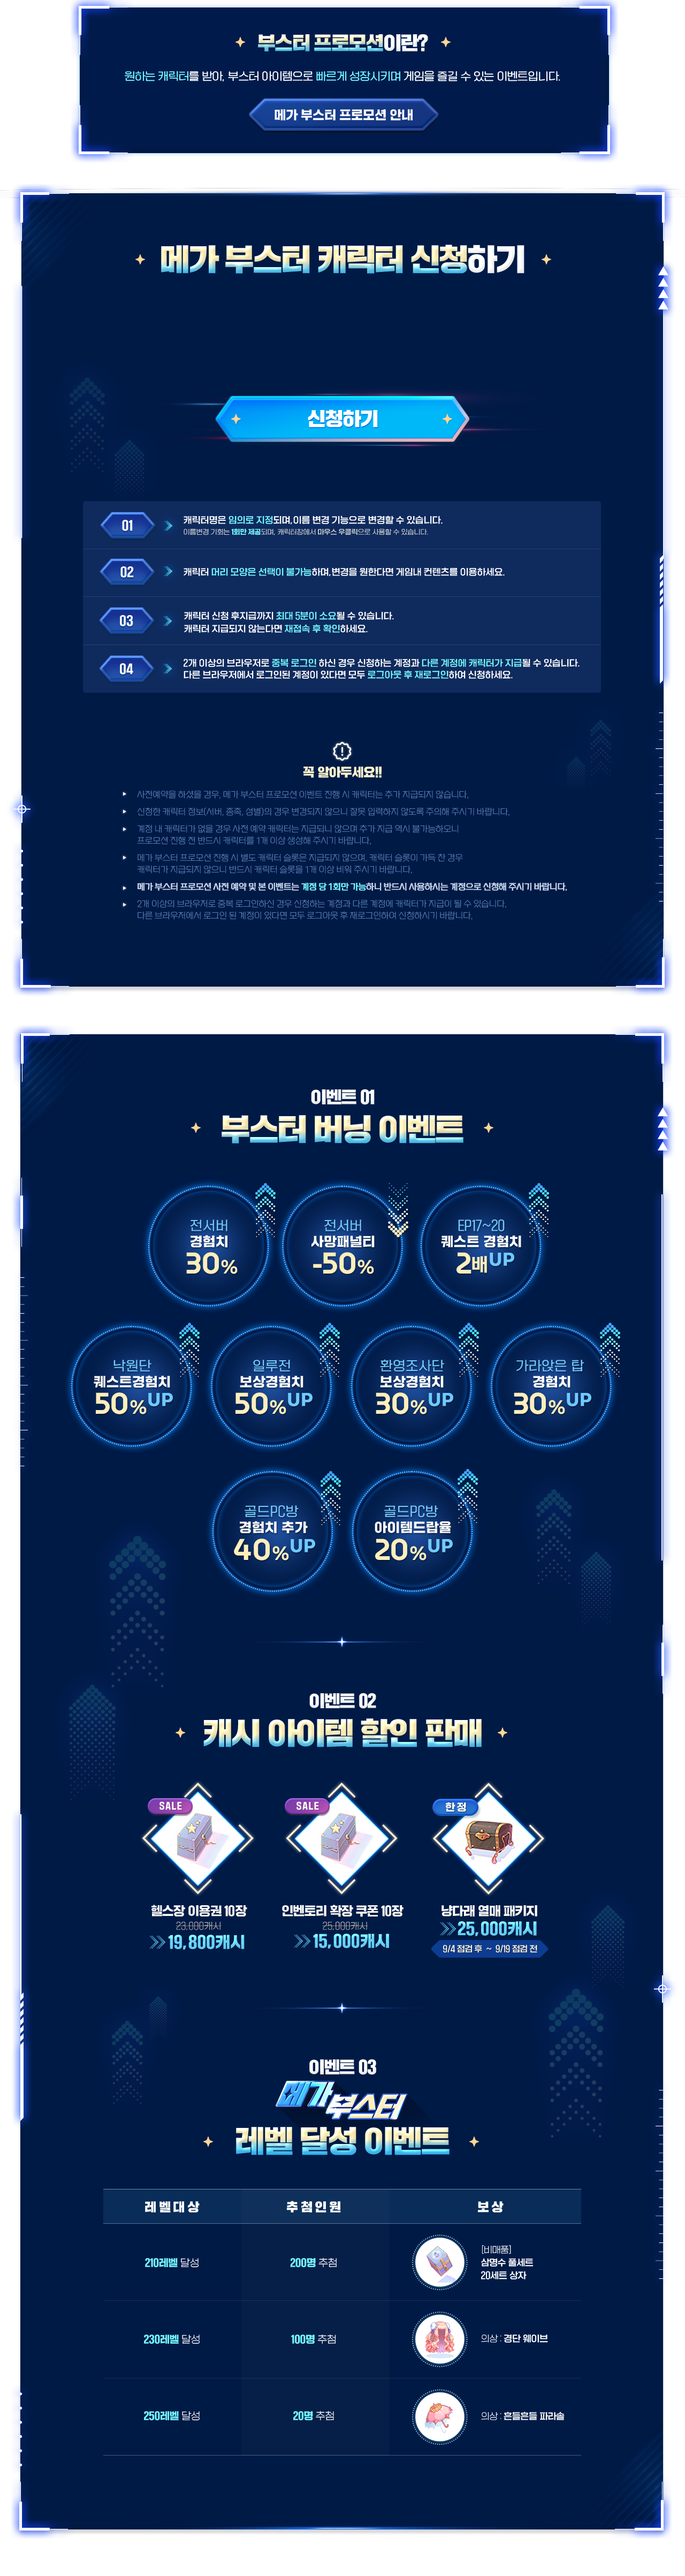 부스터 프로모션이란?
원하는 캐릭터를 받아, 부스터 아이템으로 빠르게 성장시키며 게임을 즐길 수 있는 이벤트입니다.
메가 부스터 프로모션 안내
메가 부스터 캐릭터 신청하기
신청하기
01
캐릭터명은 임의로 지정되며,이름 변경 기능으로 변경할 수 있습니다.
이름변경 기회는 1회만 제공되며, 캐릭터창에서 마우스 우클릭으로 사용할 수 있습니다.
02
캐릭터 머리 모양은 선택이 불가능하며,변경을 원한다면 게임내 컨텐츠를 이용하세요.
03
캐릭터 신청 후지급까지 최대 5분이 소요될 수 있습니다.
캐릭터 지급되지 않는다면 재접속 후 확인하세요.
04
2개 이상의 브라우저로 중복 로그인 하신 경우 신청하는 계정과 다른 계정에 캐릭터가 지급될 수 있습니다.
다른 브라우저에서 로그인된 계정이 있다면 모두 로그아웃 후 재로그인하여 신청하세요.
꼭 알아두세요!!
사전예약을 하셨을 경우, 메가 부스터 프로모션 이벤트 진행 시 캐릭터는 추가 지급되지 않습니다.
신청한 캐릭터 정보(서버, 종족, 성별)의 경우 변경되지 않으니 잘못 입력하지 않도록 주의해 주시기 바랍니다.
계정 내 캐릭터가 없을 경우 사전 예약 캐릭터는 지급되니 않으며 추가 지급 역시 불가능하오니
프로모션 진행 전 반드시 캐릭터를 1개 이상 생성해 주시기 바랍니다.
메가 부스터 프로모션 진행 시 별도 캐릭터 슬롯은 지급되지 않으며, 캐릭터 슬롯이 가득 찬 경우
캐릭터가 지급되지 않으니 반드시 캐릭터 슬롯을 1개 이상 비워 주시기 바랍니다.
메가 부스터 프로모션 사전 예약 및 본 이벤트는 계정 당 1회만 가능하니 반드시 사용하시는 계정으로 신청해 주시기 바랍니다.
2개 이상의 브라우저로 중복 로그인하신 경우 신청하는 계정과 다른 계정에 캐릭터가 지급이 될 수 있습니다.
다른 브라우저에서 로그인 된 계정이 있다면 모두 로그아웃 후 재로그인하여 신청하시기 바랍니다.
이벤트 01
부스터 버닝 이벤트
전서버
경험치
30%
전서버
사망패널티
-50%
EP17~20
퀘스트 경험치
2배UP
낙원단
퀘스트경험치
50%UP
일루전
보상경험치
50%UP
환영조사단
보상경험치
30%UP
가라앉은 탑
경험치
30%UP
골드PC방
경험치 추가
40%UP
골드PC방
아이템드랍율
20%UP
이벤트 02
캐시 아이템 할인 판매
SALE
헬스장 이용권 10장
23,000캐시
19,800캐시
SALE
인벤토리 확장 쿠폰 10장
25,000캐시
15,000캐시
한정
냥다래 열매 패키지
25,000캐시
9/4 점검 후 ~ 9/19 점검 전
이벤트 03
메가 부스터
레벨 달성 이벤트
레벨대상 추첨인원 보상
210레벨 달성 200명 추첨
[비매품]
삼명수 풀세트
20세트 상자
230레벨 달성 100명 추첨 의상 : 경단 웨이브
250레벨 달성 20명 추첨 의상 : 흔들흔들 파라솔